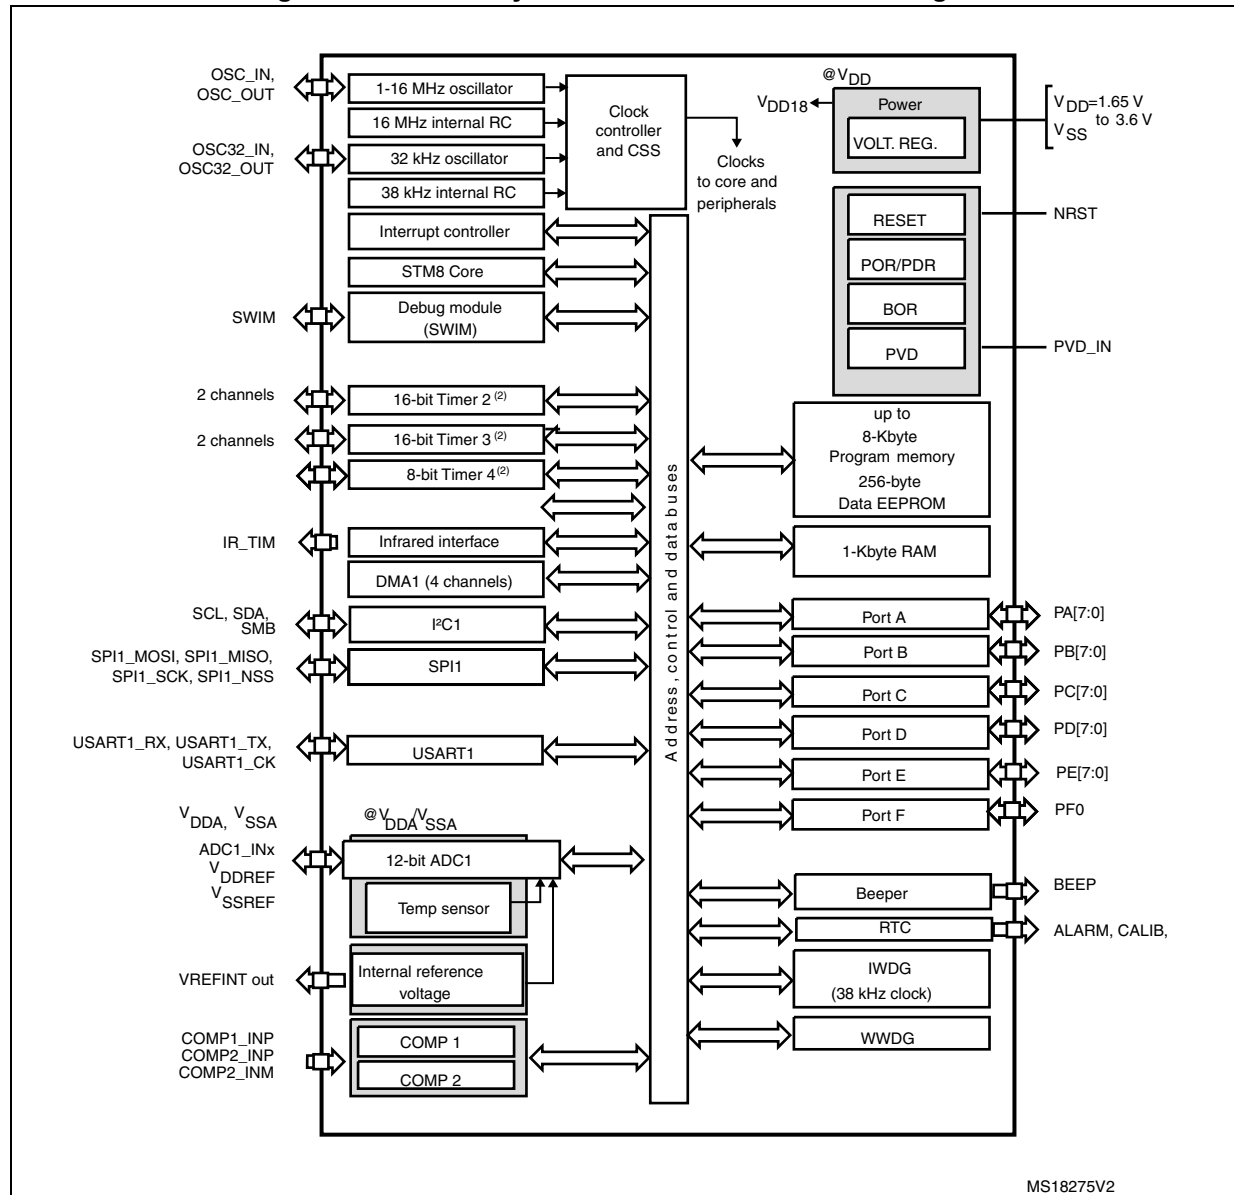 OSC_IN,
OSC_OUT
1-16 MHz oscillator
16 MHz internal RC
OSC32_IN,
OSC32_OUT
32 kHz oscillator
38 kHz internal RC
Clock
controller
and CSS
Clocks
to core and
peripherals
@VDD
VDD18
Power
VOLT. REG.
VDD=1.65 V
to 3.6 V
VSS
Interrupt controller
STM8 Core
SWIM
Debug module
(SWIM)
RESET
POR/PDR
BOR
PVD
NRST
PVD_IN
2 channels
16-bit Timer 2 (2)
2 channels
16-bit Timer 3 (2)
8-bit Timer 4(2)
up to
8-Kbyte
Program memory
256-byte
Data EEPROM
IR_TIM
Infrared interface
1-Kbyte RAM
DMA1 (4 channels)
SCL, SDA,
SMB
I²C1
SPI1_MOSI, SPI1_MISO,
SPI1_SCK, SPI1_NSS
SPI1
USART1_RX, USART1_TX,
USART1_CK
USART1
Address, control and data buses
Port A
PA[7:0]
Port B
PB[7:0]
Port C
PC[7:0]
Port D
PD[7:0]
Port E
PE[7:0]
Port F
PF0
VDDA, VSSA
@VDDA/VSSA
ADC1_INx
VDDREF
VSSREF
12-bit ADC1
Temp sensor
Beeper
BEEP
RTC
ALARM, CALIB,
VREFINT out
Internal reference
voltage
IWDG
(38 kHz clock)
COMP1_INP
COMP2_INP
COMP2_INM
COMP 1
COMP 2
WWDG
MS18275V2